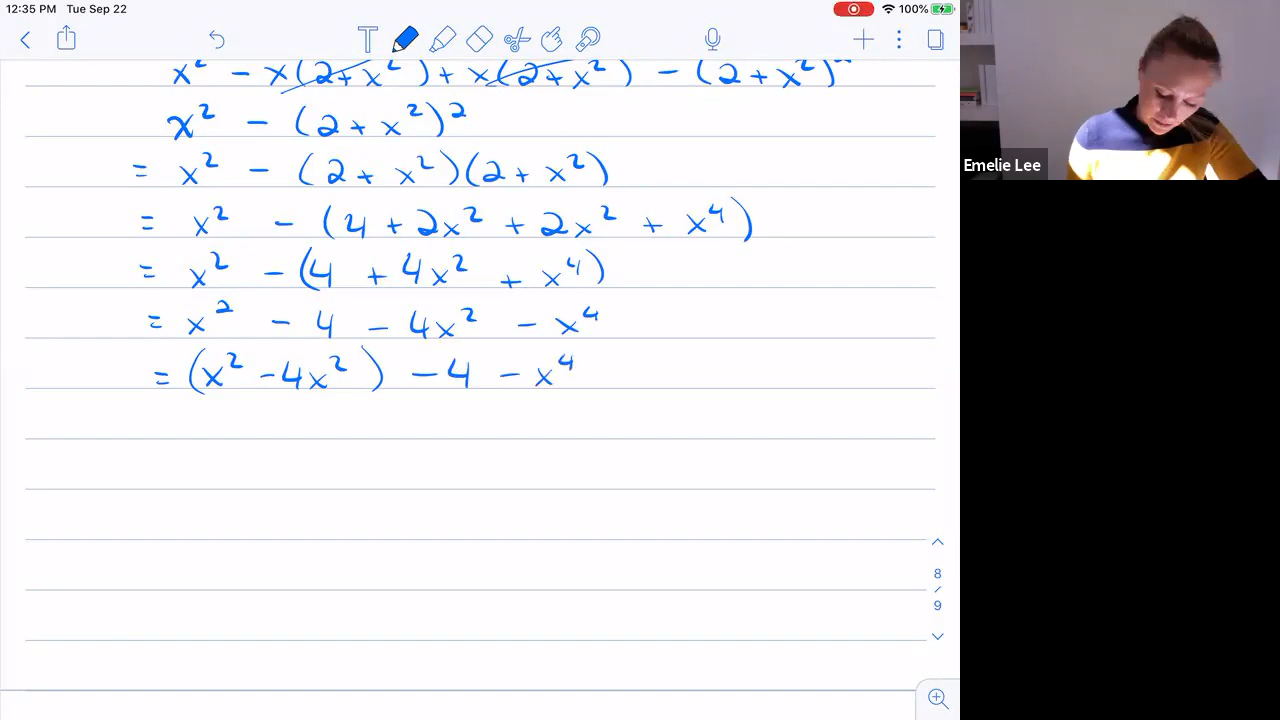 12:35 PM Tue Sep 22
100%
x² - x(2+x²) + x(2+x²) - (2+x²)²
x² - (2+x²)²
= x² - (2+x²)(2+x²)
= x² - (4 + 2x² + 2x² + x⁴)
= x² - (4 + 4x² + x⁴)
= x² - 4 - 4x² - x⁴
= (x² - 4x²) - 4 - x⁴
Emelie Lee
8
/
9